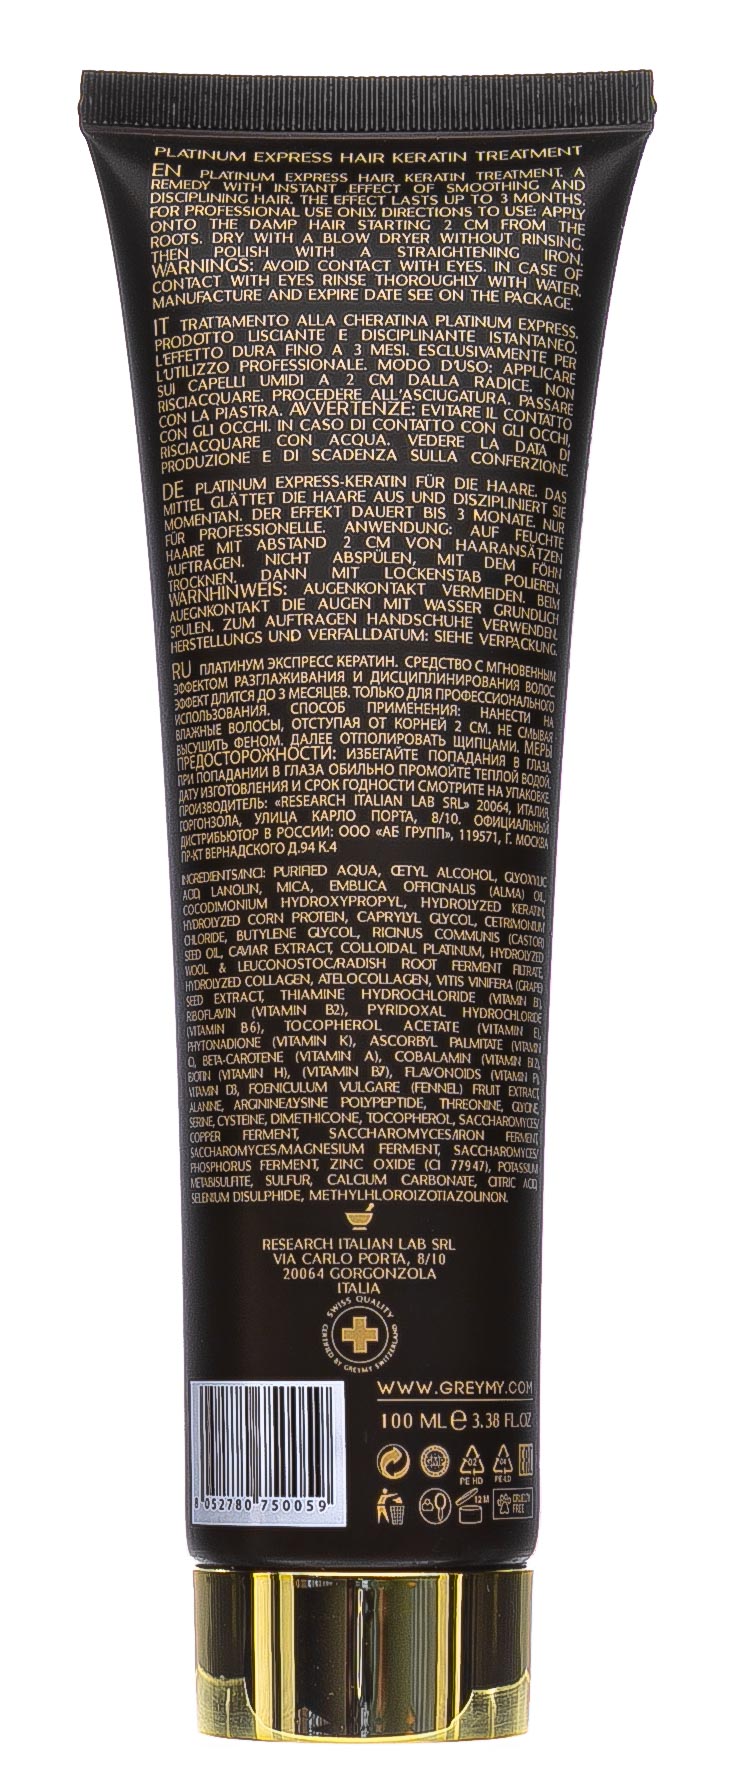 PLATINUM EXPRESS HAIR KERATIN TREATMENT
EN PLATINUM EXPRESS HAIR KERATIN TREATMENT. A
REMEDY WITH INSTANT EFFECT OF SMOOTHING AND
DISCIPLINING HAIR. THE EFFECT LASTS UP TO 3 MONTHS.
FOR PROFESSIONAL USE ONLY. DIRECTIONS TO USE: APPLY
ONTO THE DAMP HAIR STARTING 2 CM FROM THE
ROOTS. DRY WITH A BLOW DRYER WITHOUT RINSING.
THEN POLISH WITH A STRAIGHTENING IRON.
WARNINGS: AVOID CONTACT WITH EYES. IN CASE OF
CONTACT WITH EYES RINSE THOROUGHLY WITH WATER.
MANUFACTURE AND EXPIRE DATE SEE ON THE PACKAGE.
IT TRATTAMENTO ALLA CHERATINA PLATINUM EXPRESS.
PRODOTTO LISCIANTE E DISCIPLINANTE ISTANTANEO.
L'EFFETTO DURA FINO A 3 MESI. ESCLUSIVAMENTE PER
L'UTILIZZO PROFESSIONALE. MODO D'USO: APPLICARE
SUI CAPELLI UMIDI A 2 CM DALLA RADICE. NON
RISCIACQUARE. PROCEDERE ALL'ASCIUGATURA. PASSARE
CON LA PIASTRA. AVVERTENZE: EVITARE IL CONTATTO
CON GLI OCCHI. IN CASO DI CONTATTO CON GLI OCCHI,
RISCIACQUARE CON ACQUA. VEDERE LA DATA DI
PRODUZIONE E DI SCADENZA SULLA CONFERZIONE.
DE PLATINUM EXPRESS-KERATIN FÜR DIE HAARE. DAS
MITTEL GLÄTTET DIE HAARE AUS UND DISZIPLINIERT SIE
MOMENTAN. DER EFFEKT DAUERT BIS 3 MONATE. NUR
FÜR PROFESSIONELLE. ANWENDUNG: AUF FEUCHTE
HAARE MIT ABSTAND 2 CM VON HAARANSÄTZEN
AUFTRAGEN. NICHT ABSPÜLEN, MIT DEM FÖHN
TROCKNEN. DANN MIT LOCKENSTAB POLIEREN.
WARNHINWEIS: AUGENKONTAKT VERMEIDEN. BEIM
AUEGNKONTAKT DIE AUGEN MIT WASSER GRUNDLICH
SPULEN. ZUM AUFTRAGEN HANDSCHUHE VERWENDEN.
HERSTELLUNGS UND VERFALLDATUM: SIEHE VERPACKUNG.
RU ПЛАТИНУМ ЭКСПРЕСС КЕРАТИН. СРЕДСТВО С МГНОВЕННЫМ
ЭФФЕКТОМ РАЗГЛАЖИВАНИЯ И ДИСЦИПЛИНИРОВАНИЯ ВОЛОС.
ЭФФЕКТ ДЛИТСЯ ДО 3 МЕСЯЦЕВ. ТОЛЬКО ДЛЯ ПРОФЕССИОНАЛЬНОГО
ИСПОЛЬЗОВАНИЯ. СПОСОБ ПРИМЕНЕНИЯ: НАНЕСТИ НА
ВЛАЖНЫЕ ВОЛОСЫ, ОТСТУПАЯ ОТ КОРНЕЙ 2 СМ. НЕ СМЫВАЯ
ВЫСУШИТЬ ФЕНОМ. ДАЛЕЕ ОТПОЛИРОВАТЬ ЩИПЦАМИ. МЕРЫ
ПРЕДОСТОРОЖНОСТИ: ИЗБЕГАЙТЕ ПОПАДАНИЯ В ГЛАЗА.
ПРИ ПОПАДАНИИ В ГЛАЗА ОБИЛЬНО ПРОМОЙТЕ ТЕПЛОЙ ВОДОЙ.
ДАТУ ИЗГОТОВЛЕНИЯ И СРОК ГОДНОСТИ СМОТРИТЕ НА УПАКОВКЕ.
ПРОИЗВОДИТЕЛЬ: «RESEARCH ITALIAN LAB SRL» 20064, ИТАЛИЯ,
ГОРГОНЗОЛА, УЛИЦА КАРЛО ПОРТА, 8/10. ОФИЦИАЛЬНЫЙ
ДИСТРИБЬЮТОР В РОССИИ: ООО «АЕ ГРУПП», 119571, Г. МОСКВА
ПР-КТ ВЕРНАДСКОГО Д.94 К.4
INGREDIENTS/INCI: PURIFIED AQUA, CETYL ALCOHOL, GLYOXYLIC
ACID, LANOLIN, MICA, EMBLICA OFFICINALIS (ALMA) OIL,
COCODIMONIUM HYDROXYPROPYL, HYDROLYZED KERATIN,
HYDROLYZED CORN PROTEIN, CAPRYLYL GLYCOL, CETRIMONIUM
CHLORIDE, BUTYLENE GLYCOL, RICINUS COMMUNIS (CASTOR)
SEED OIL, CAVIAR EXTRACT, COLLOIDAL PLATINUM, HYDROLYZED
WOOL & LEUCONOSTOC/RADISH ROOT FERMENT FILTRATE,
HYDROLYZED COLLAGEN, ATELOCOLLAGEN, VITIS VINIFERA (GRAPE)
SEED EXTRACT, THIAMINE HYDROCHLORIDE (VITAMIN B1),
RIBOFLAVIN (VITAMIN B2), PYRIDOXAL HYDROCHLORIDE
(VITAMIN B6), TOCOPHEROL ACETATE (VITAMIN E),
PHYTONADIONE (VITAMIN K), ASCORBYL PALMITATE (VITAMIN
C), BETA-CAROTENE (VITAMIN A), COBALAMIN (VITAMIN B12),
BIOTIN (VITAMIN H), (VITAMIN B7), FLAVONOIDS (VITAMIN P),
VITAMIN D3, FOENICULUM VULGARE (FENNEL) FRUIT EXTRACT,
ALANINE, ARGININE/LYSINE POLYPEPTIDE, THREONINE, GLYCINE,
SERINE, CYSTEINE, DIMETHICONE, TOCOPHEROL, SACCHAROMYCES/
COPPER FERMENT, SACCHAROMYCES/IRON FERMENT,
SACCHAROMYCES/MAGNESIUM FERMENT, SACCHAROMYCES/
PHOSPHORUS FERMENT, ZINC OXIDE (CI 77947), POTASSIUM
METABISULFITE, SULFUR, CALCIUM CARBONATE, CITRIC ACID,
SELENIUM DISULPHIDE, METHYLHLOROIZOTIAZOLINON.
RESEARCH ITALIAN LAB SRL
VIA CARLO PORTA, 8/10
20064 GORGONZOLA
ITALIA
SWISS QUALITY
CERTIFIED BY GREYMY SWITZERLAND
WWW.GREYMY.COM
100 ML e 3.38 FL.OZ
GMP
02
PE HD
04
PE-LD
EAC
12 M
CRUELTY
FREE
8 052780 750059